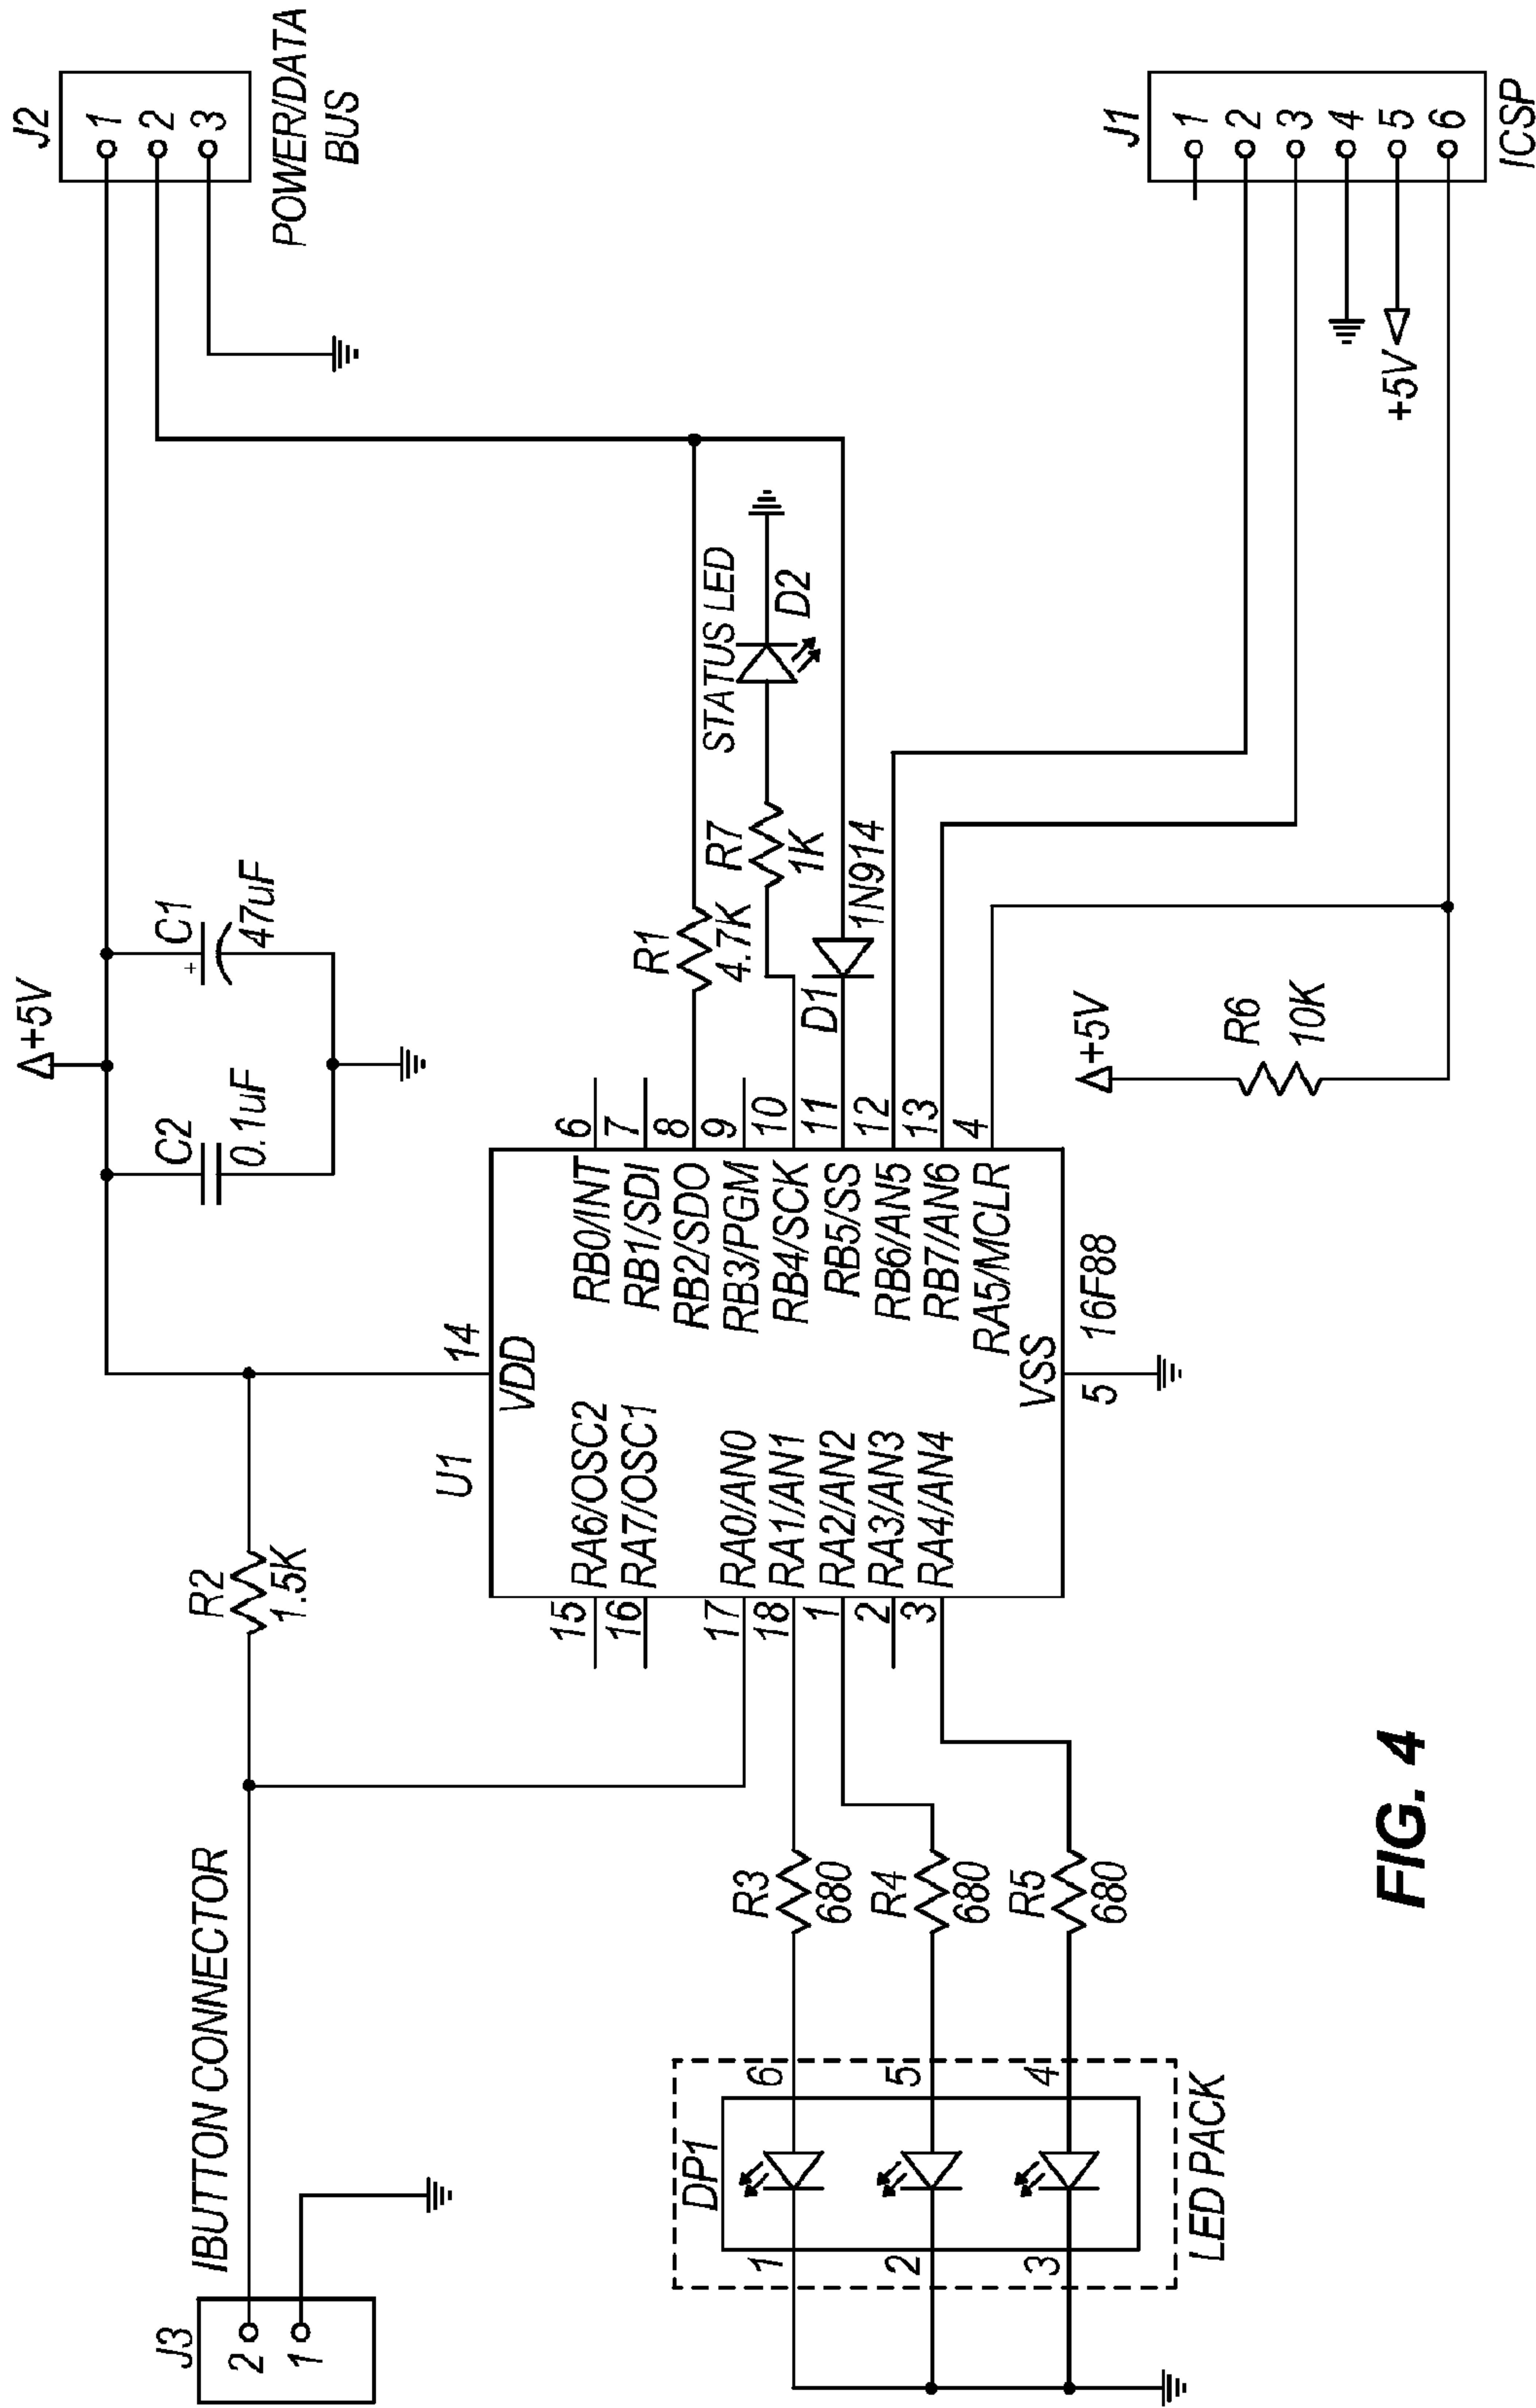 J3
2
1
IBUTTON CONNECTOR
R2
1.5K
+5V
C2
0.1uF
C1
+
47uF
J2
1
2
3
POWER/DATA
BUS
U1
14
VDD
15
RA6/OSC2
16
RA7/OSC1
17
RA0/AN0
18
RA1/AN1
1
RA2/AN2
2
RA3/AN3
3
RA4/AN4
RB0/INT
6
RB1/SDI
7
RB2/SDO
8
RB3/PGM
9
RB4/SCK
10
RB5/SS
11
RB6/AN5
12
RB7/AN6
13
RA5/MCLR
4
VSS
5
16F88
R1
4.7K
STATUS LED
R7
1K
D2
D1
1N914
DP1
1
6
2
5
3
4
LED PACK
R3
680
R4
680
R5
680
+5V
R6
10K
J1
1
2
3
4
5
6
+5V
ICSP
FIG. 4